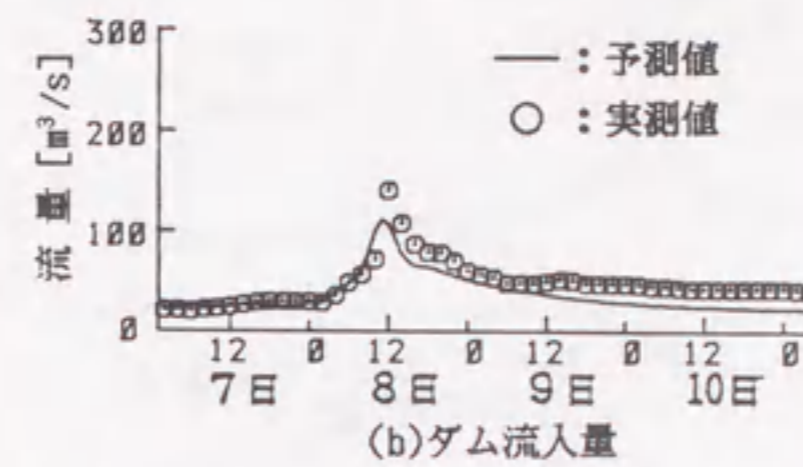 300
200
100
0
流量 [m³/s]
―― : 予測値
○ : 実測値
12 0 12 0 12 0 12 0
7日 8日 9日 10日
(b)ダム流入量